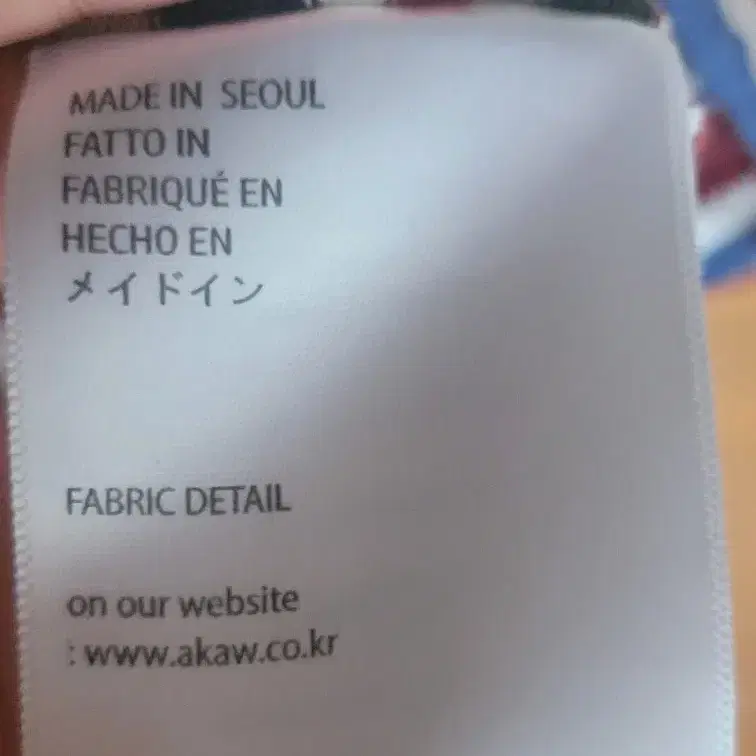 MADE IN SEOUL
FATTO IN
FABRIQUÉ EN
HECHO EN
メイドイン
FABRIC DETAIL
on our website
: www.akaw.co.kr